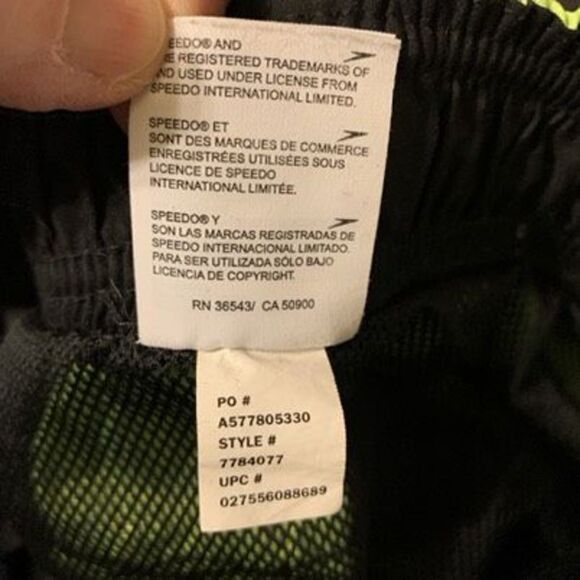 EEDO® AND
E REGISTERED TRADEMARKS OF
ND USED UNDER LICENSE FROM
SPEEDO INTERNATIONAL LIMITED.
SPEEDO® ET
SONT DES MARQUES DE COMMERCE
ENREGISTRÉES UTILISÉES SOUS
LICENCE DE SPEEDO
INTERNATIONAL LIMITÉE.
SPEEDO® Y
SON LAS MARCAS REGISTRADAS DE
SPEEDO INTERNACIONAL LIMITADO.
PARA SER UTILIZADA SÓLO BAJO
LICENCIA DE COPYRIGHT.
RN 36543/ CA 50900
PO #
A577805330
STYLE #
7784077
UPC #
027556088689